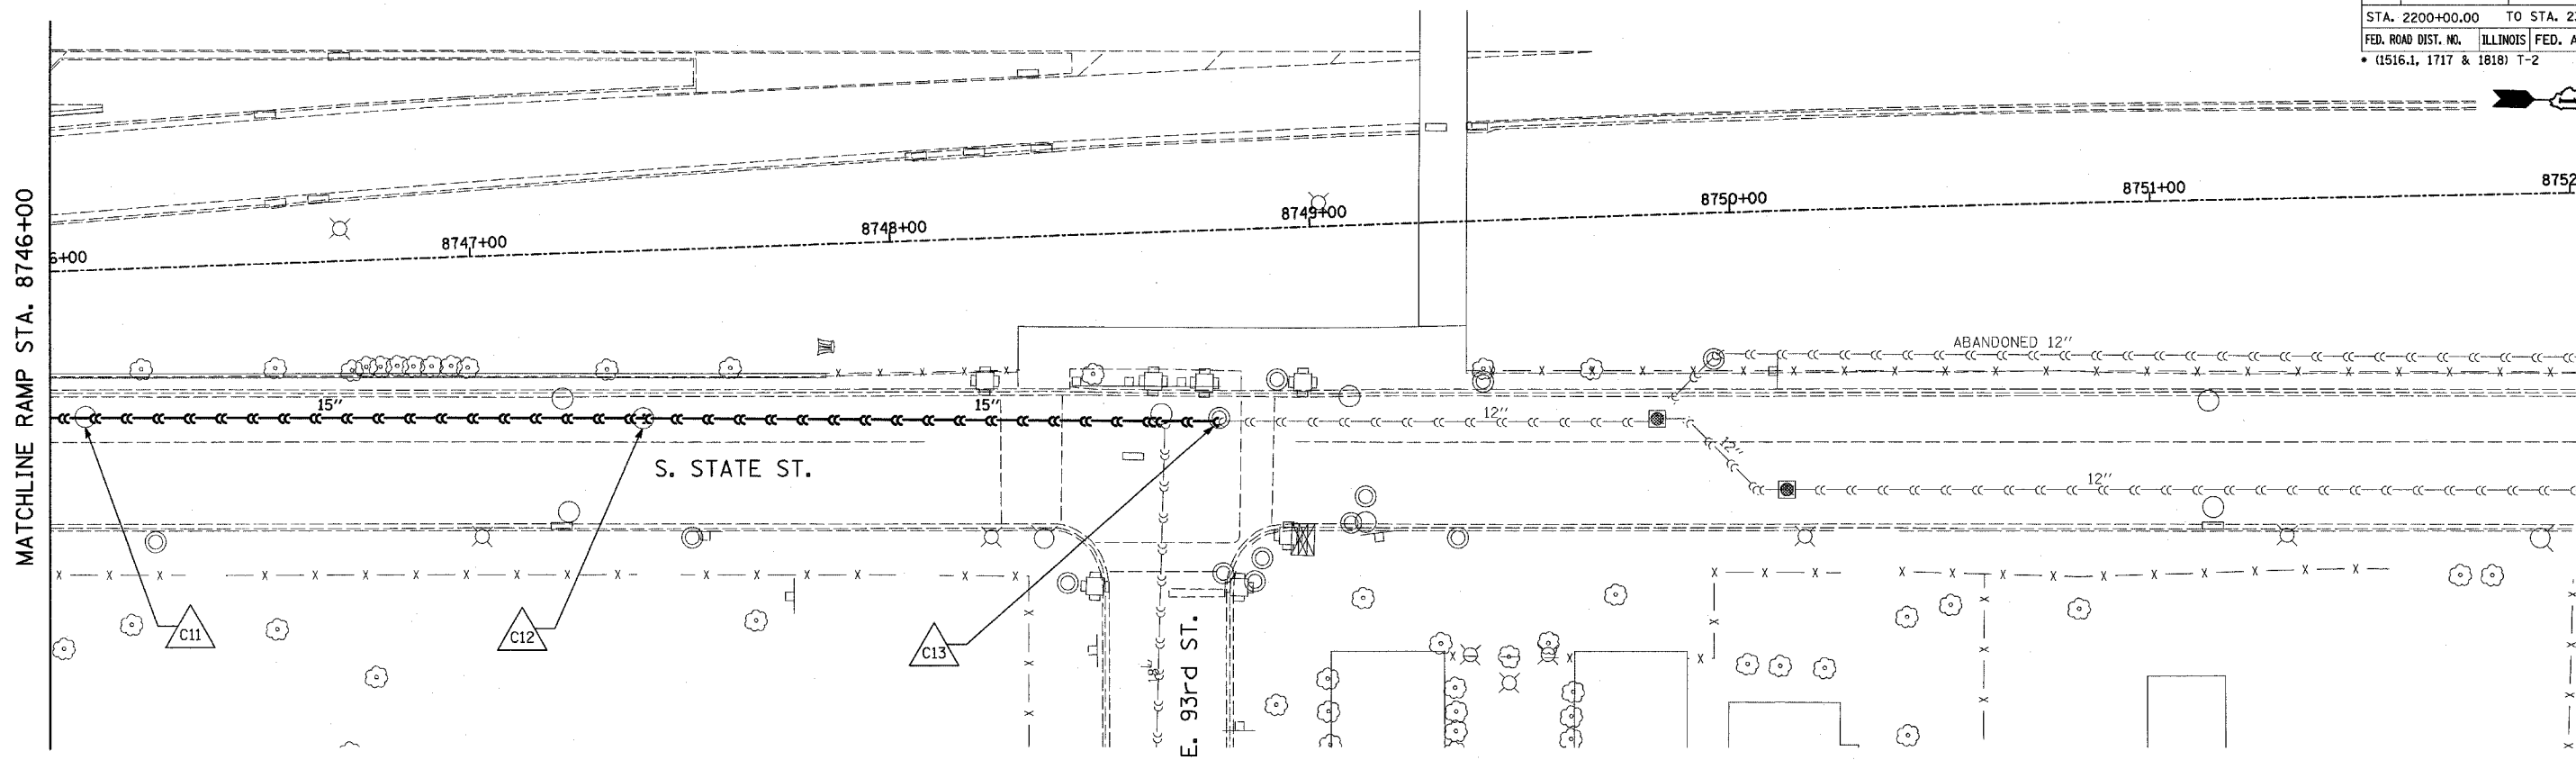 STA. 2200+00.00 TO STA.
FED. ROAD DIST. NO. ILLINOIS FED.
• (1516.1, 1717 & 1818) T-2
MATCHLINE RAMP STA. 8746+00
6+00
8747+00
8748+00
8749+00
8750+00
8751+00
8752
ABANDONED 12"
15"
15"
12"
12"
12"
S. STATE ST.
C11
C12
C13
18"
E. 93rd ST.